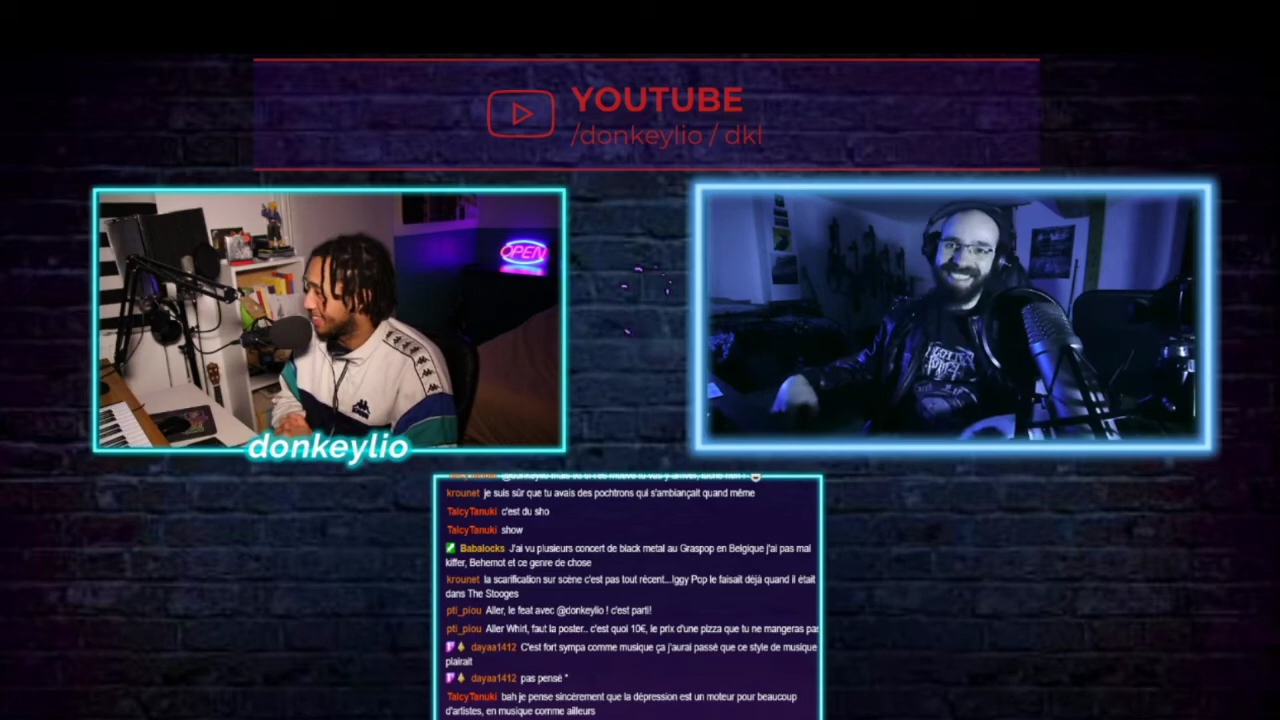 YOUTUBE
/donkeylio / dkl
OPEN
donkeylio
krounet je suis sûr que tu avais des pochtrons qui s'ambiançait quand même
TalcyTanuki c'est du sho
TalcyTanuki show
Babalocks J'ai vu plusieurs concert de black metal au Graspop en Belgique j'ai pas mal
kiffer, Behemot et ce genre de chose
krounet la scarification sur scène c'est pas tout récent...Iggy Pop le faisait déjà quand il était
dans The Stooges
pti_piou Aller, le feat avec @donkeylio ! c'est parti!
pti_piou Aller Whirl, faut la poster.. c'est quoi 10€, le prix d'une pizza que tu ne mangeras pas
dayaa1412 C'est fort sympa comme musique ça j'aurai passé que ce style de musique
plairait
dayaa1412 pas pensé *
TalcyTanuki bah je pense sincèrement que la dépression est un moteur pour beaucoup
d'artistes, en musique comme ailleurs